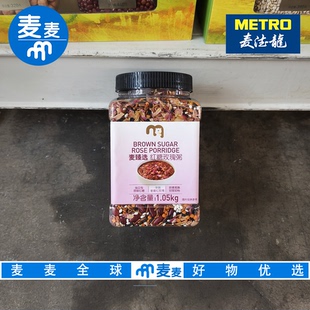 麦麦
METRO
麦德龍
BROWN SUGAR
ROSE PORRIDGE
麦臻选 红糖玫瑰粥
净含量:1.05kg
麦麦全球 麦麦 好物优选